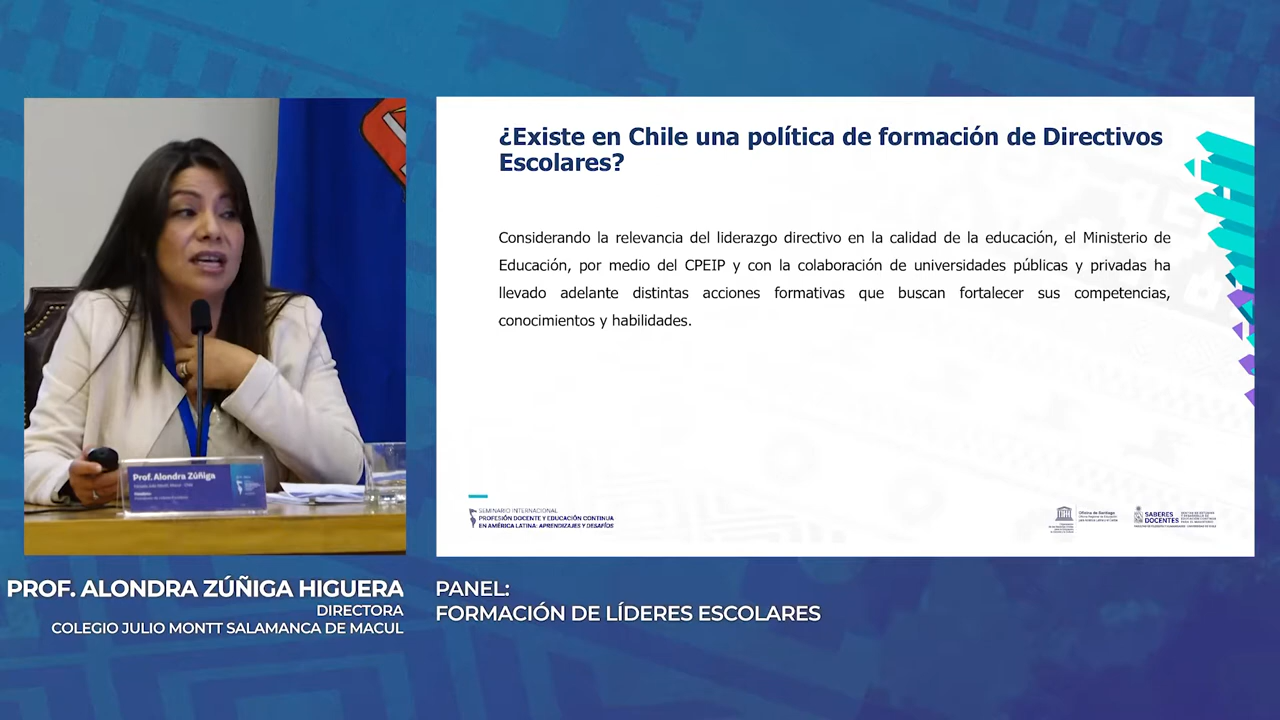 ¿Existe en Chile una política de formación de Directivos
Escolares?
Considerando la relevancia del liderazgo directivo en la calidad de la educación, el Ministerio de
Educación, por medio del CPEIP y con la colaboración de universidades públicas y privadas ha
llevado adelante distintas acciones formativas que buscan fortalecer sus competencias,
conocimientos y habilidades.
SEMINARIO INTERNACIONAL
PROFESIÓN DOCENTE Y EDUCACIÓN CONTINUA
EN AMÉRICA LATINA: APRENDIZAJES Y DESAFÍOS
Oficina de Santiago
SABERES
DOCENTES
Prof. Alondra Zúñiga
PROF. ALONDRA ZÚÑIGA HIGUERA
DIRECTORA
COLEGIO JULIO MONTT SALAMANCA DE MACUL
PANEL:
FORMACIÓN DE LÍDERES ESCOLARES